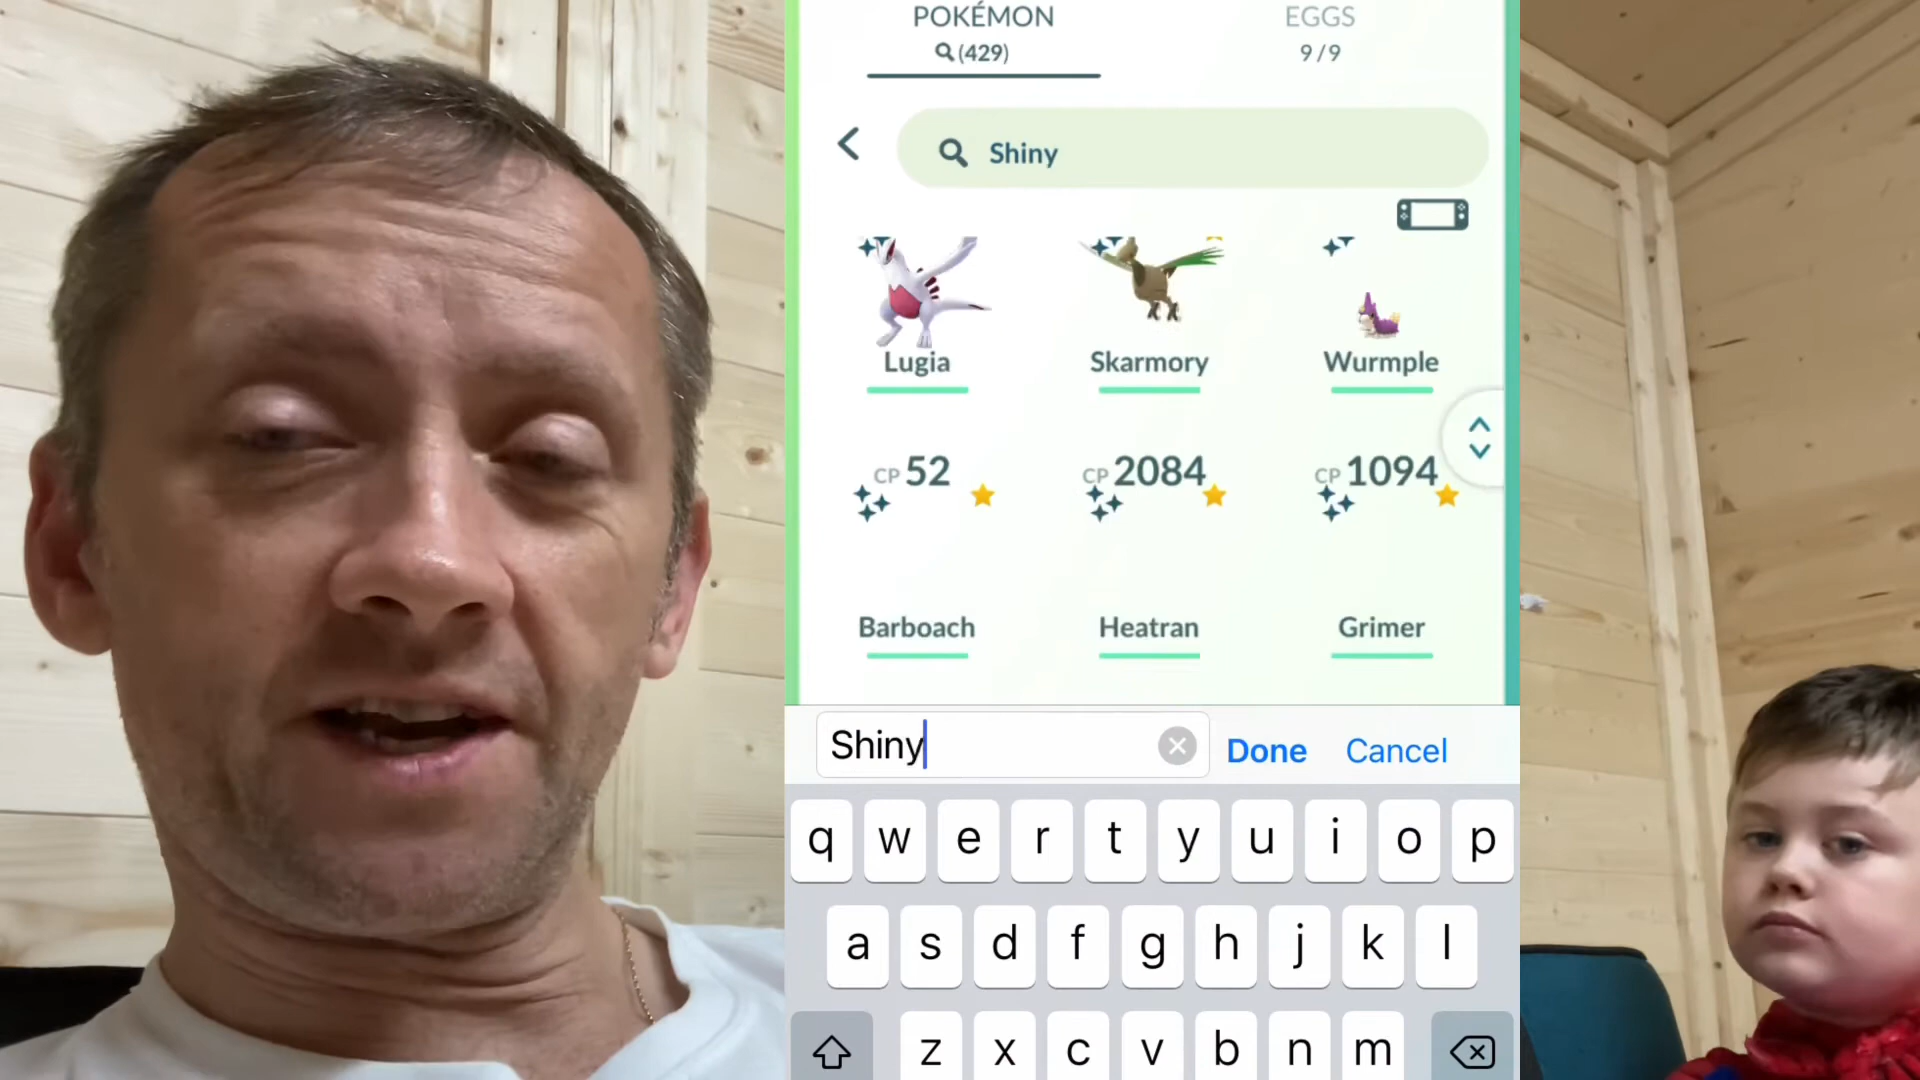 POKÉMON EGGS
(429) 9/9
Shiny
Lugia Skarmory Wurmple
CP 52 CP 2084 CP 1094
Barboach Heatran Grimer
Shiny Done Cancel
q w e r t y u i o p
a s d f g h j k l
z x c v b n m